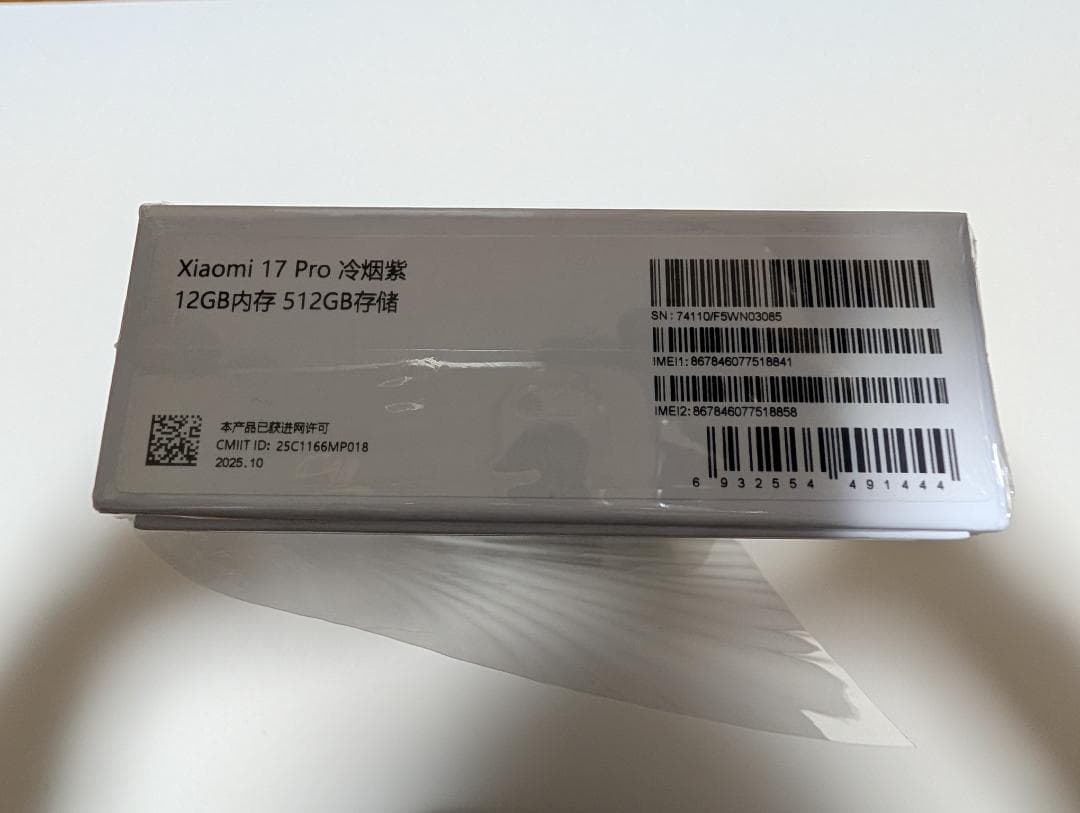 Xiaomi 17 Pro 冷烟紫
12GB内存 512GB存储
SN : 74110/F5WN03085
IMEI1: 867846077518841
IMEI2: 867846077518858
本产品已获进网许可
CMIIT ID: 25C1166MP018
2025.10
6 932554 491444